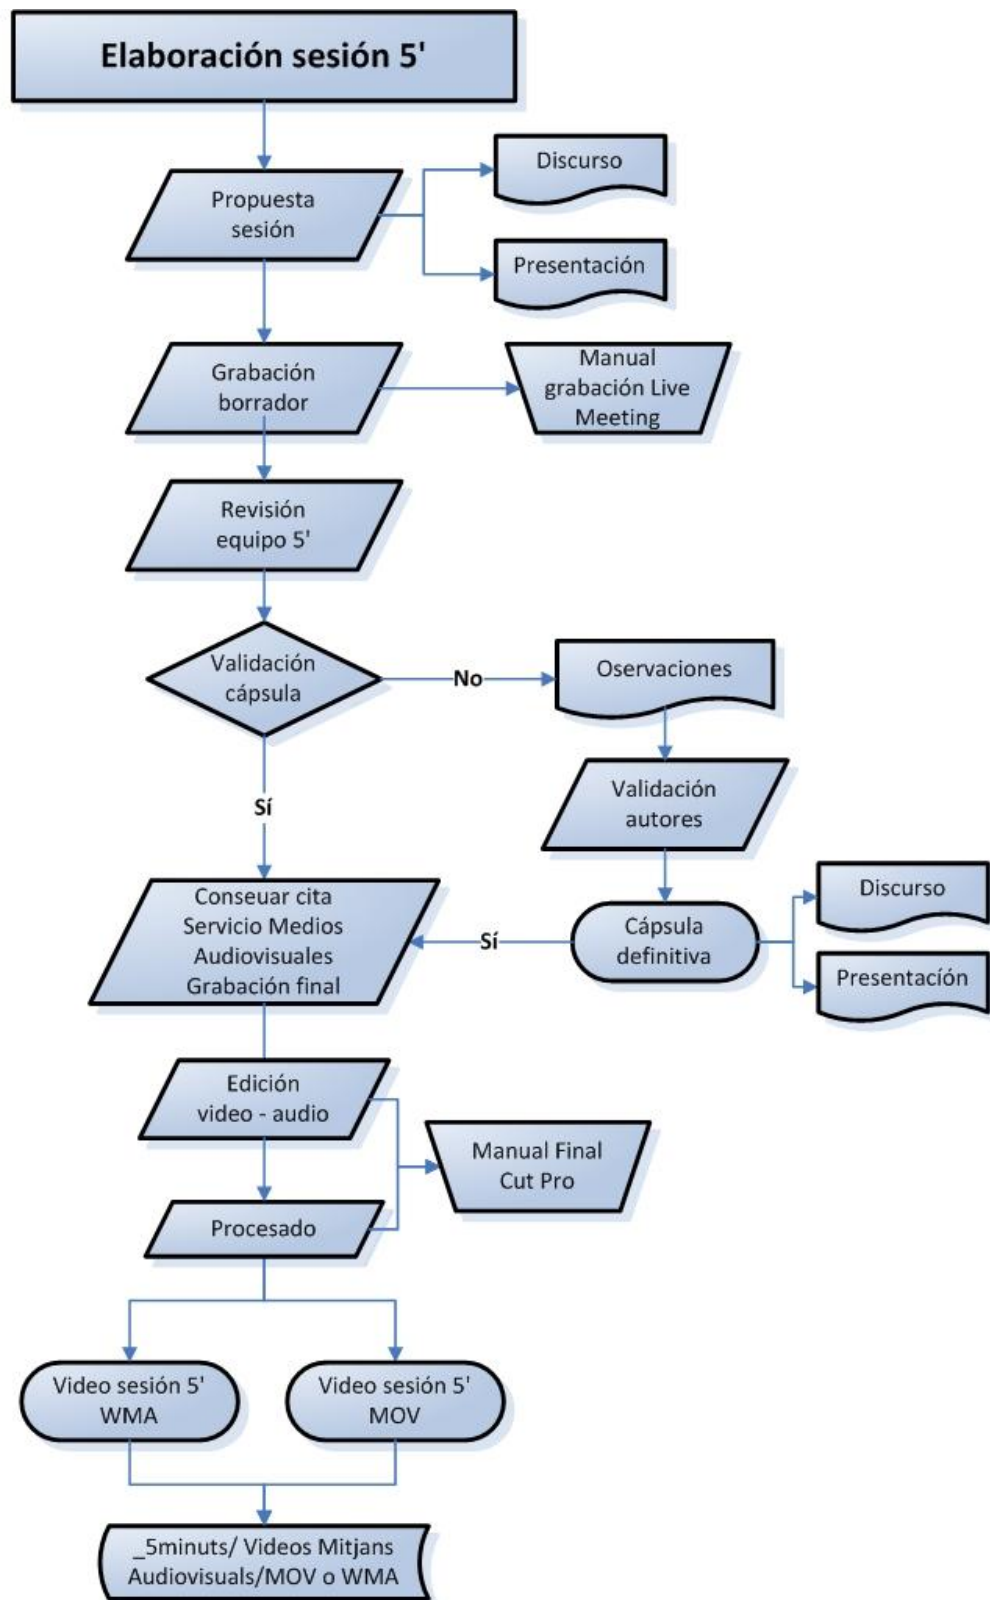 Elaboración sesión 5'
Propuesta
sesión
Discurso
Presentación
Grabación
borrador
Manual
grabación Live
Meeting
Revisión
equipo 5'
Validación
cápsula
No
Oservaciones
Sí
Validación
autores
Conseuar cita
Servicio Medios
Audiovisuales
Grabación final
Sí
Cápsula
definitiva
Discurso
Presentación
Edición
video - audio
Manual Final
Cut Pro
Procesado
Video sesión 5'
WMA
Video sesión 5'
MOV
_5minuts/ Videos Mitjans
Audiovisuals/MOV o WMA